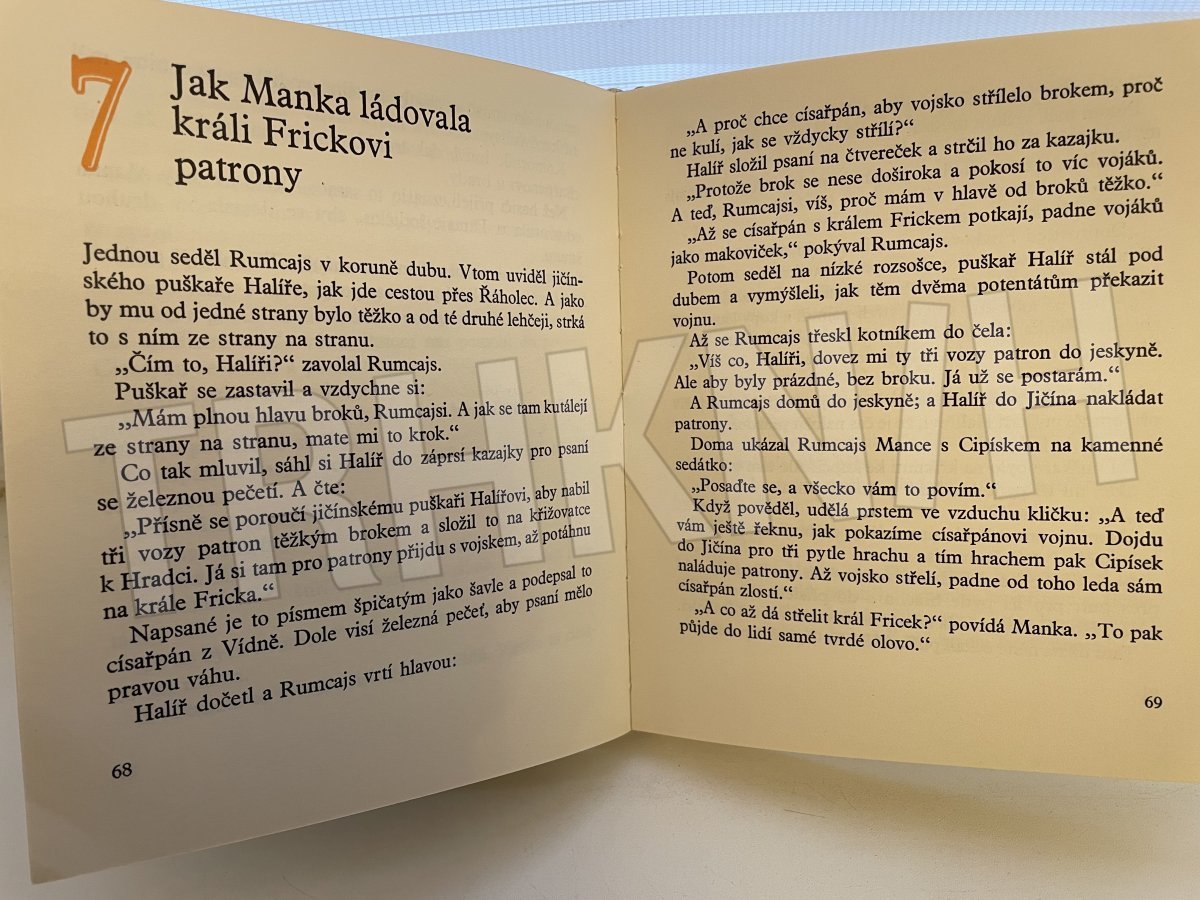 7
Jak Manka ládovala
králi Frickovi
patrony
Jednou seděl Rumcajs v koruně dubu. Vtom uviděl jičín-
ského puškaře Halíře, jak jde cestou přes Řáholec. A jako
by mu od jedné strany bylo těžko a od té druhé lehčeji, strká
to s ním ze strany na stranu.
„Čím to, Halíři?“ zavolal Rumcajs.
Puškař se zastavil a vzdychne si:
„Mám plnou hlavu broků, Rumcajsi. A jak se tam kutálejí
ze strany na stranu, mate mi to krok.“
Co tak mluvil, sáhl si Halíř do záprsí kazajky pro psaní
se železnou pečetí. A čte:
„Přísně se poroučí jičínskému puškaři Halířovi, aby nabil
tři vozy patron těžkým brokem a složil to na křižovatce
k Hradci. Já si tam pro patrony přijdu s vojskem, až potáhnu
na krále Fricka.“
Napsané je to písmem špičatým jako šavle a podepsal to
císařpán z Vídně. Dole visí železná pečeť, aby psaní mělo
pravou váhu.
Halíř dočetl a Rumcajs vrtí hlavou:
68
„A proč chce císařpán, aby vojsko střílelo brokem, proč
ne kulí, jak se vždycky střílí?“
Halíř složil psaní na čtvereček a strčil ho za kazajku.
„Protože brok se nese doširoka a pokosí to víc vojáků.
A teď, Rumcajsi, víš, proč mám v hlavě od broků těžko.“
„Až se císařpán s králem Frickem potkají, padne vojáků
jako makoviček,“ pokýval Rumcajs.
Potom seděl na nízké rozsošce, puškař Halíř stál pod
dubem a vymýšleli, jak těm dvěma potentátům překazit
vojnu.
Až se Rumcajs třeskl kotníkem do čela:
„Víš co, Halíři, dovez mi ty tři vozy patron do jeskyně.
Ale aby byly prázdné, bez broku. Já už se postarám.“
A Rumcajs domů do jeskyně; a Halíř do Jičína nakládat
patrony.
Doma ukázal Rumcajs Mance s Cipískem na kamenné
sedátko:
„Posaďte se, a všecko vám to povím.“
Když pověděl, udělá prstem ve vzduchu kličku: „A teď
vám ještě řeknu, jak pokazíme císařpánovi vojnu. Dojdu
do Jičína pro tři pytle hrachu a tím hrachem pak Cipísek
naláduje patrony. Až vojsko střelí, padne od toho leda sám
císařpán zlostí.“
„A co až dá střelit král Fricek?“ povídá Manka. „To pak
půjde do lidí samé tvrdé olovo.“
69
TRHKNIH